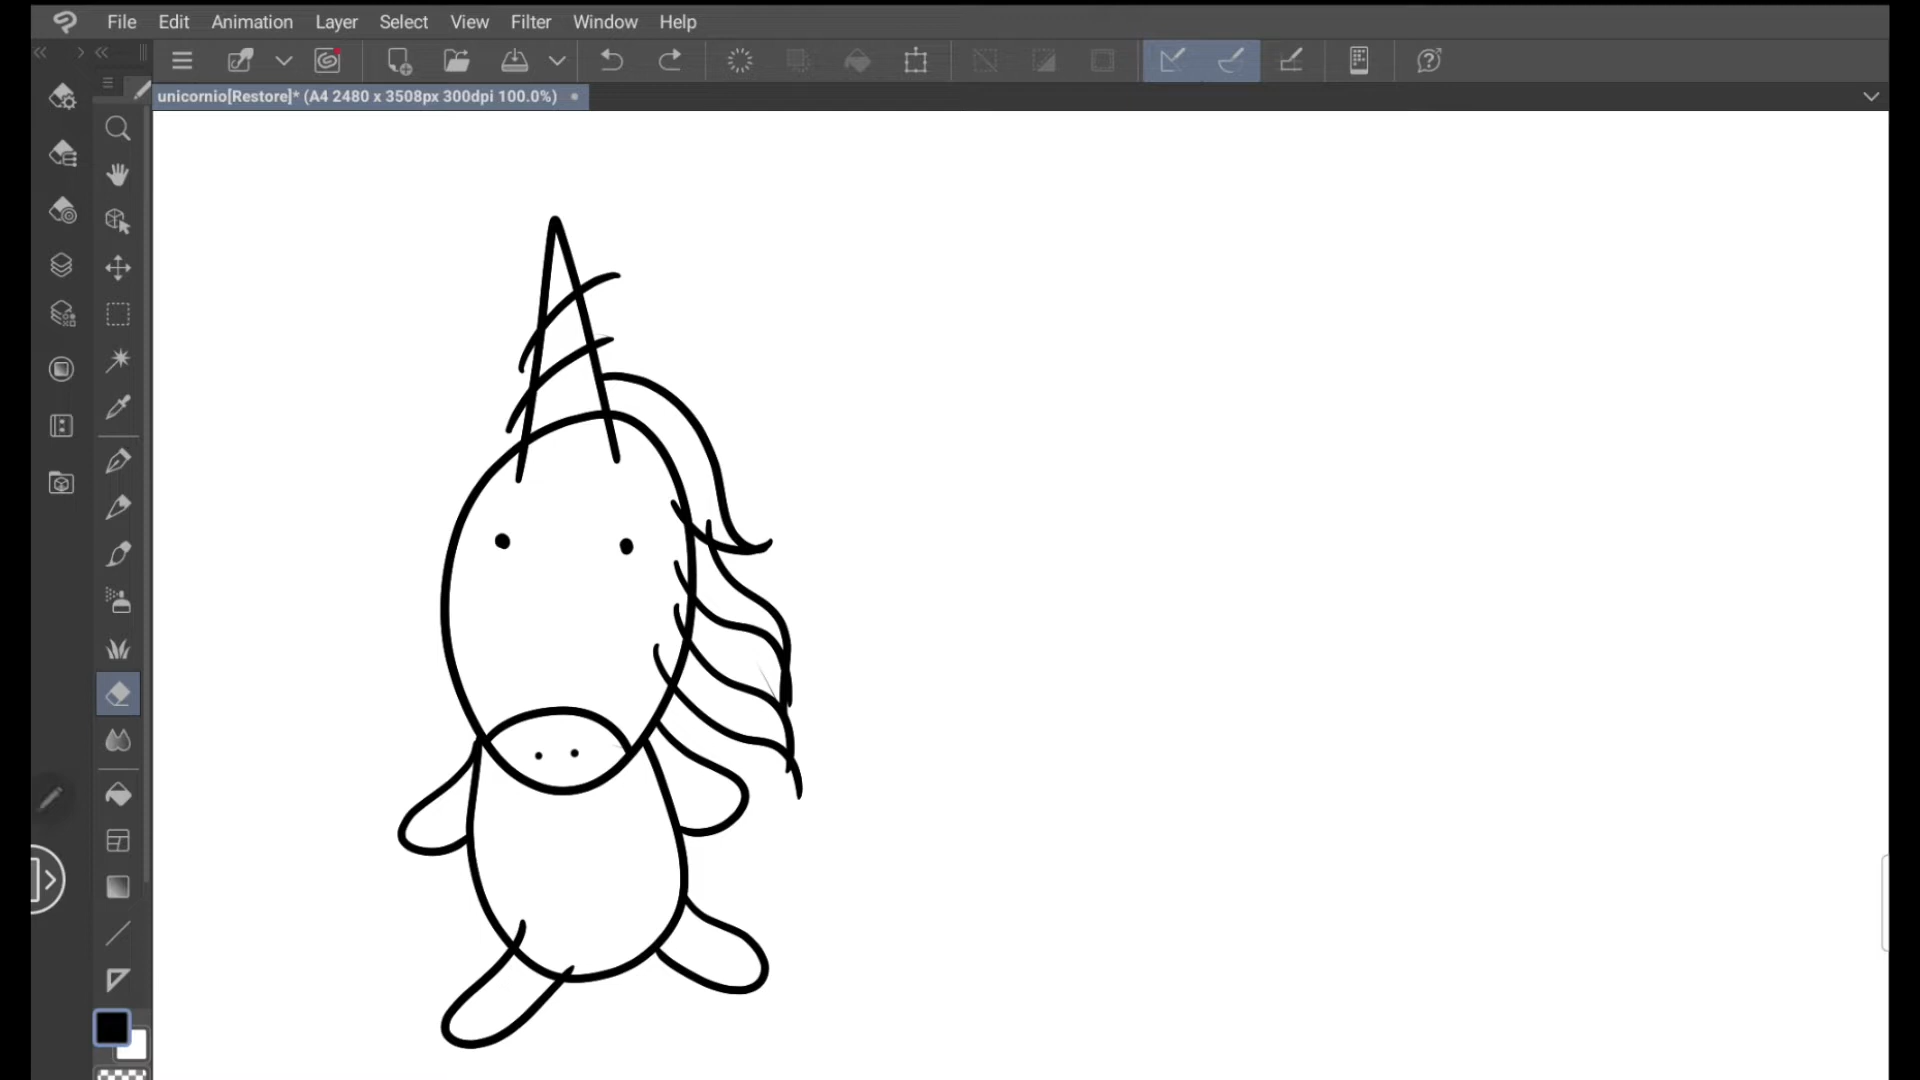 File Edit Animation Layer Select View Filter Window Help
unicornio[Restore]* (A4 2480 x 3508px 300dpi 100.0%)